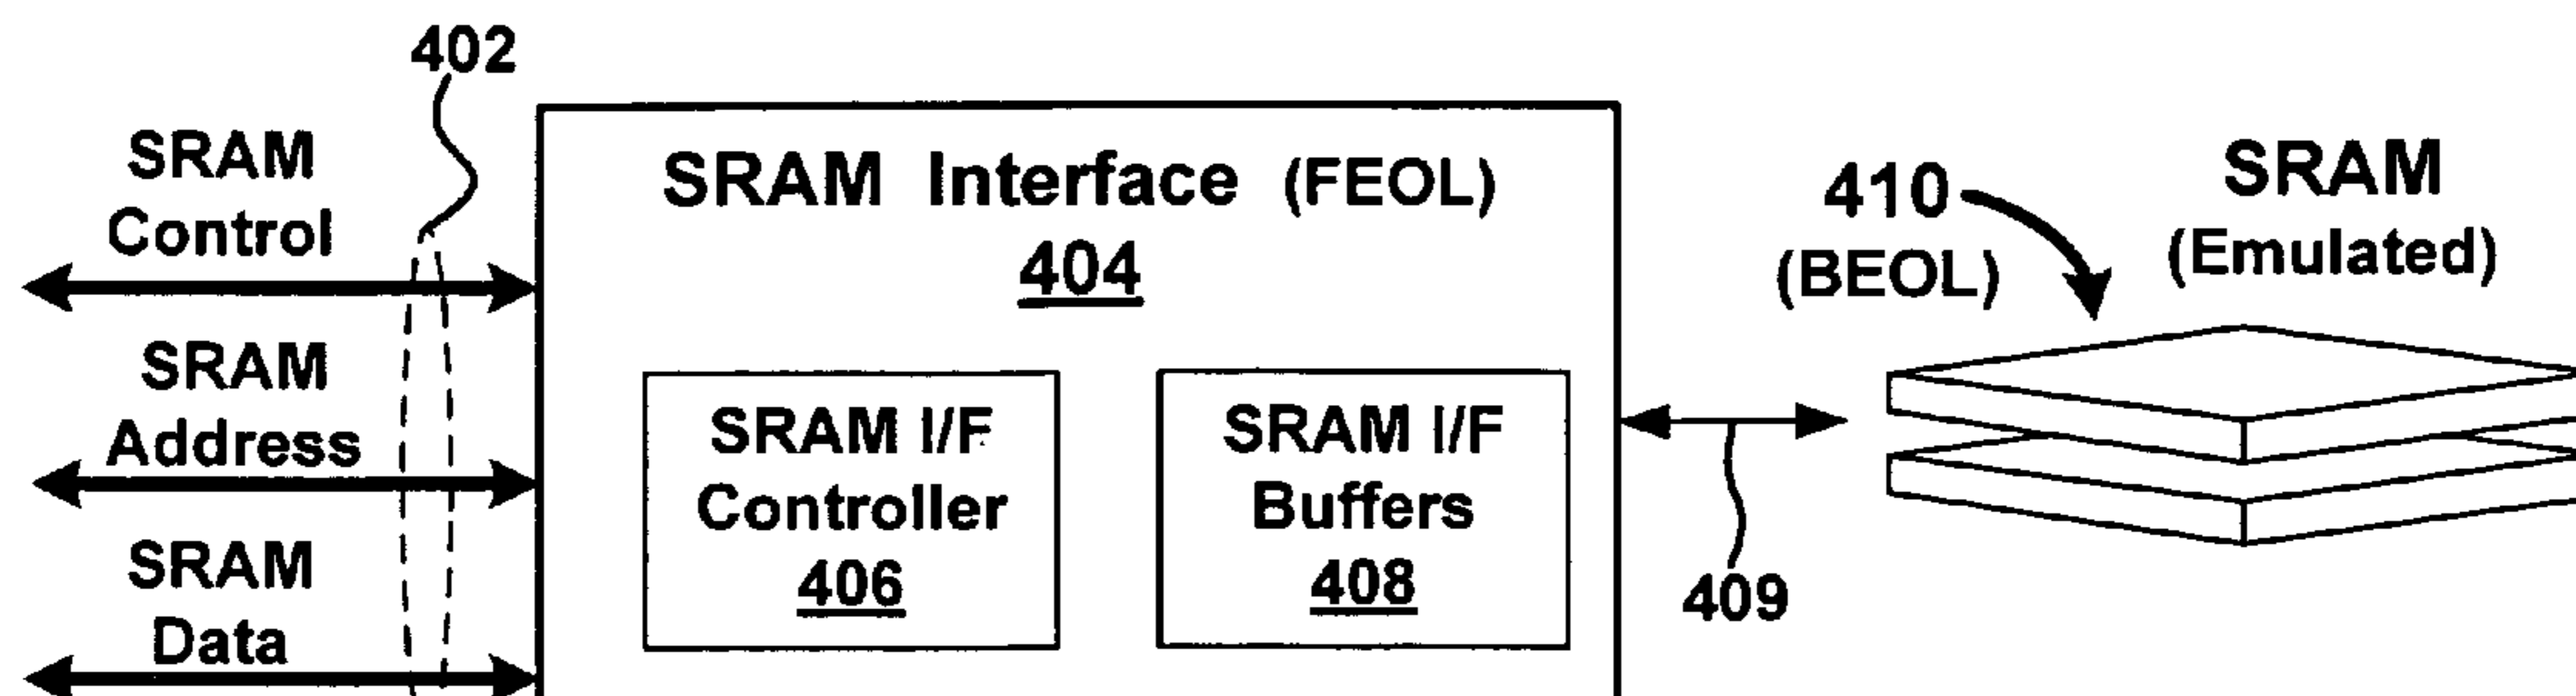 402
SRAM
Control
SRAM
Address
SRAM
Data
SRAM Interface (FEOL)
404
SRAM I/F
Controller
406
SRAM I/F
Buffers
408
409
410
(BEOL)
SRAM
(Emulated)